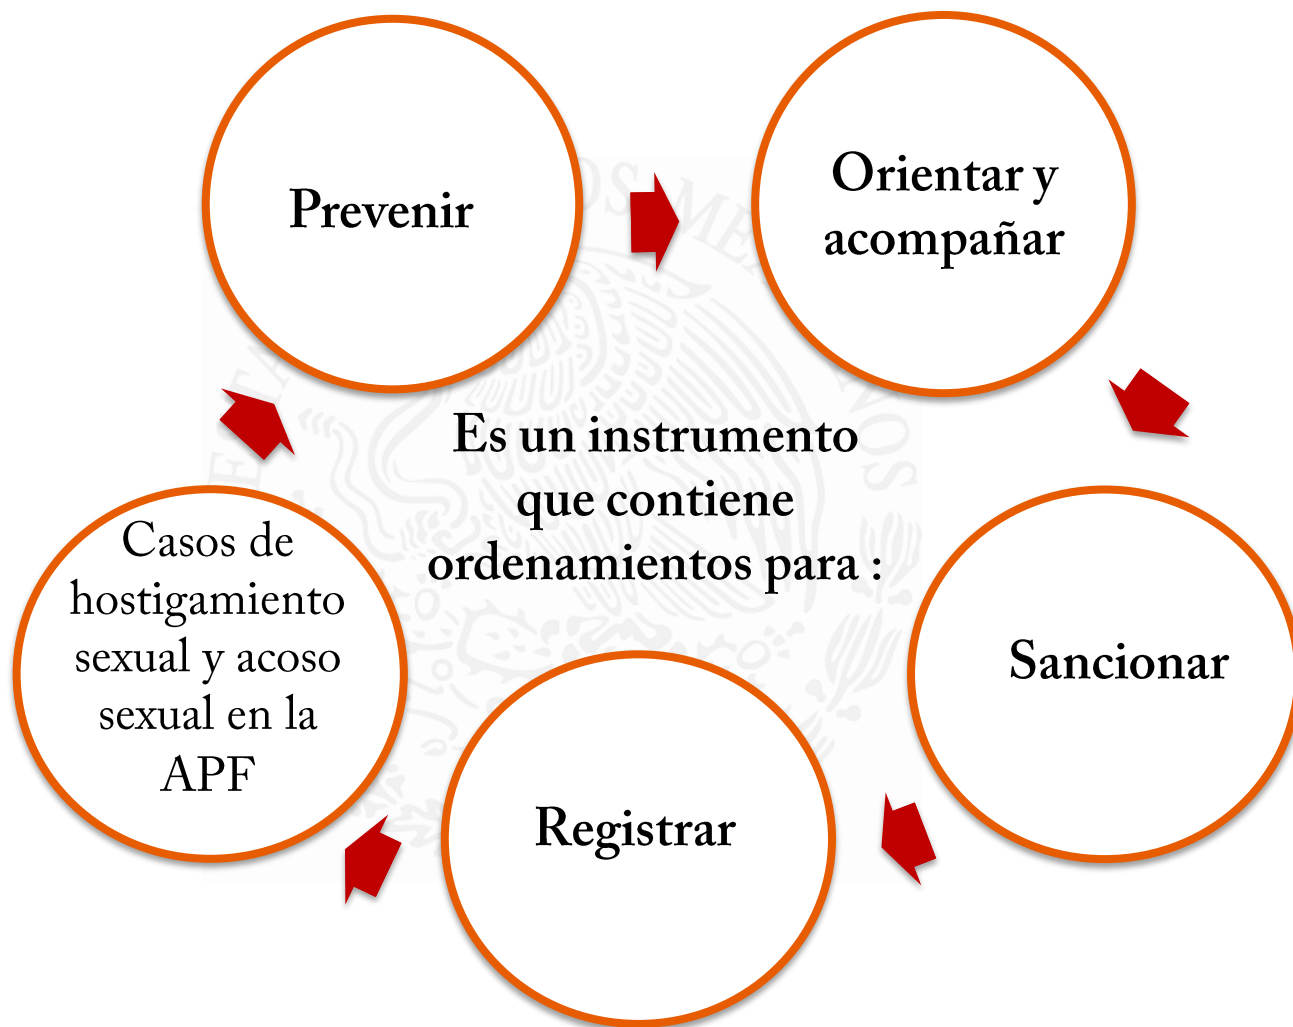 Prevenir
Orientar y
acompañar
Es un instrumento
que contiene
ordenamientos para :
Sancionar
Registrar
Casos de
hostigamiento
sexual y acoso
sexual en la
APF